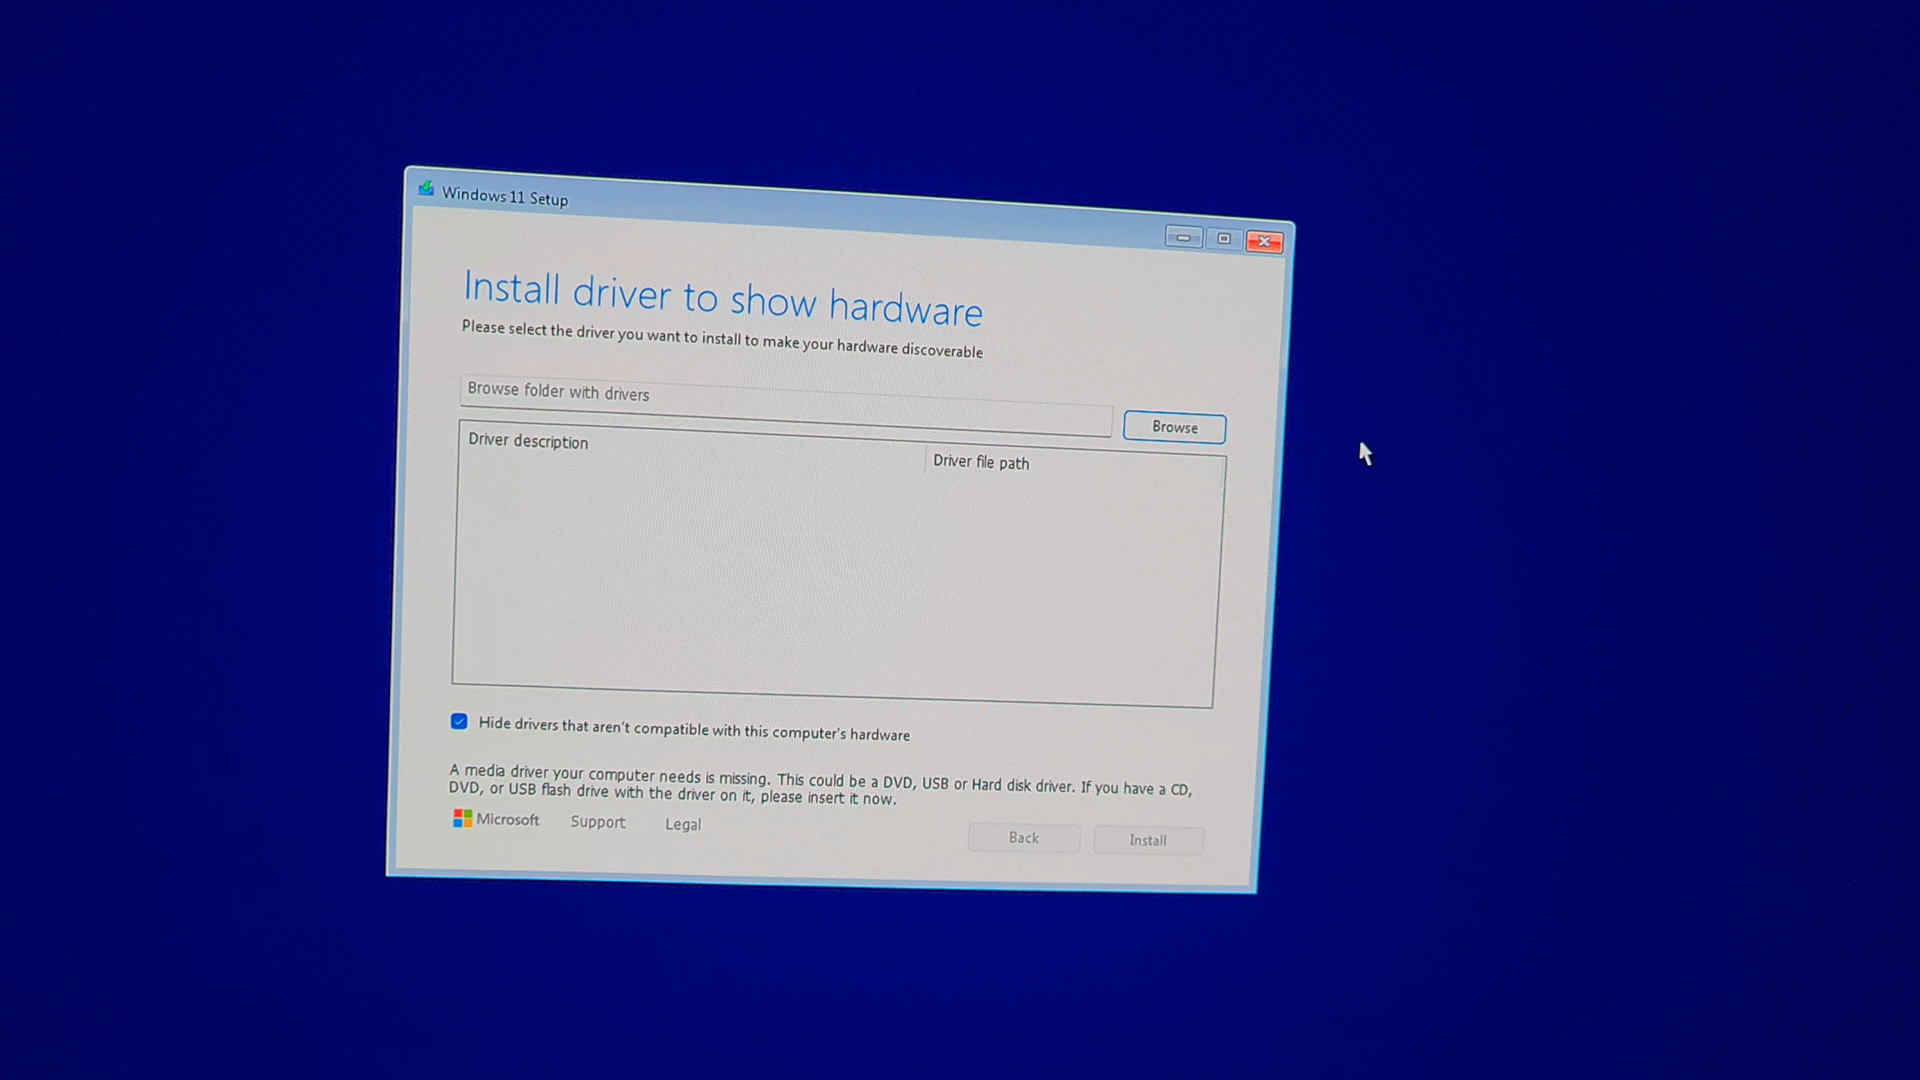 Windows 11 Setup
Install driver to show hardware
Please select the driver you want to install to make your hardware discoverable
Browse folder with drivers
Browse
Driver description
Driver file path
Hide drivers that aren't compatible with this computer's hardware
A media driver your computer needs is missing. This could be a DVD, USB or Hard disk driver. If you have a CD,
DVD, or USB flash drive with the driver on it, please insert it now.
Microsoft
Support
Legal
Back
Install